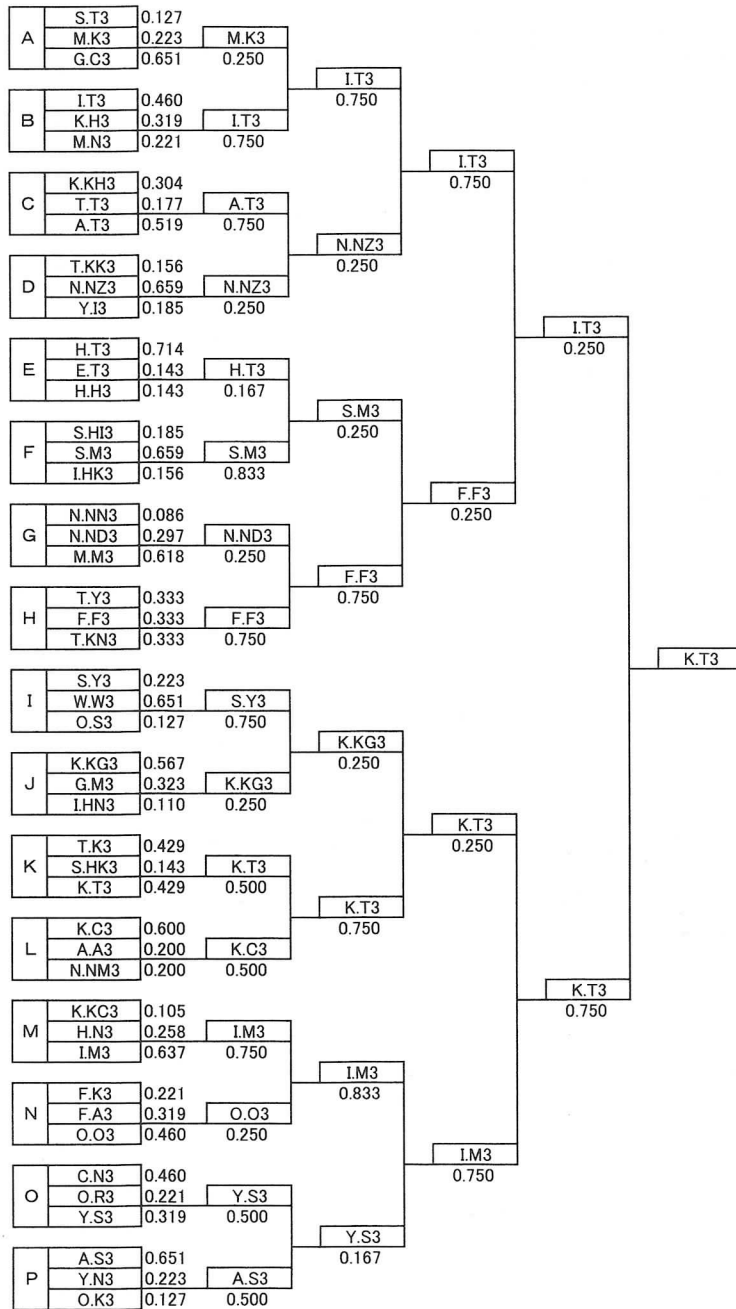 S.T3 0.127
A M.K3 0.223 M.K3
G.C3 0.651 0.250
I.T3
I.T3 0.460 0.750
B K.H3 0.319 I.T3
M.N3 0.221 0.750
I.T3
K.KH3 0.304 0.750
C T.T3 0.177 A.T3
A.T3 0.519 0.750
N.NZ3
T.KK3 0.156 0.250
D N.NZ3 0.659 N.NZ3
Y.I3 0.185 0.250
I.T3
H.T3 0.714 0.250
E E.T3 0.143 H.T3
H.H3 0.143 0.167
S.M3
S.HI3 0.185 0.250
F S.M3 0.659 S.M3
I.HK3 0.156 0.833
F.F3
N.NN3 0.086 0.250
G N.ND3 0.297 N.ND3
M.M3 0.618 0.250
F.F3
T.Y3 0.333 0.750
H F.F3 0.333 F.F3
T.KN3 0.333 0.750
K.T3
S.Y3 0.223
I W.W3 0.651 S.Y3
O.S3 0.127 0.750
K.KG3
K.KG3 0.567 0.250
J G.M3 0.323 K.KG3
I.HN3 0.110 0.250
K.T3
T.K3 0.429 0.250
K S.HK3 0.143 K.T3
K.T3 0.429 0.500
K.T3
K.C3 0.600 0.750
L A.A3 0.200 K.C3
N.NM3 0.200 0.500
K.T3
K.KC3 0.105 0.750
M H.N3 0.258 I.M3
I.M3 0.637 0.750
I.M3
F.K3 0.221 0.833
N F.A3 0.319 O.O3
O.O3 0.460 0.250
I.M3
C.N3 0.460 0.750
O O.R3 0.221 Y.S3
Y.S3 0.319 0.500
Y.S3
A.S3 0.651 0.167
P Y.N3 0.223 A.S3
O.K3 0.127 0.500